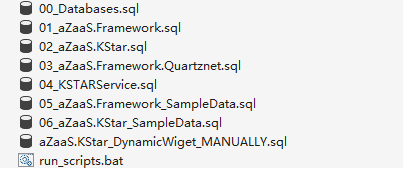 00_Databases.sql
01_aZaaS.Framework.sql
02_aZaaS.KStar.sql
03_aZaaS.Framework.Quartznet.sql
04_KSTARService.sql
05_aZaaS.Framework_SampleData.sql
06_aZaaS.KStar_SampleData.sql
aZaaS.KStar_DynamicWiget_MANUALLY.sql
run_scripts.bat